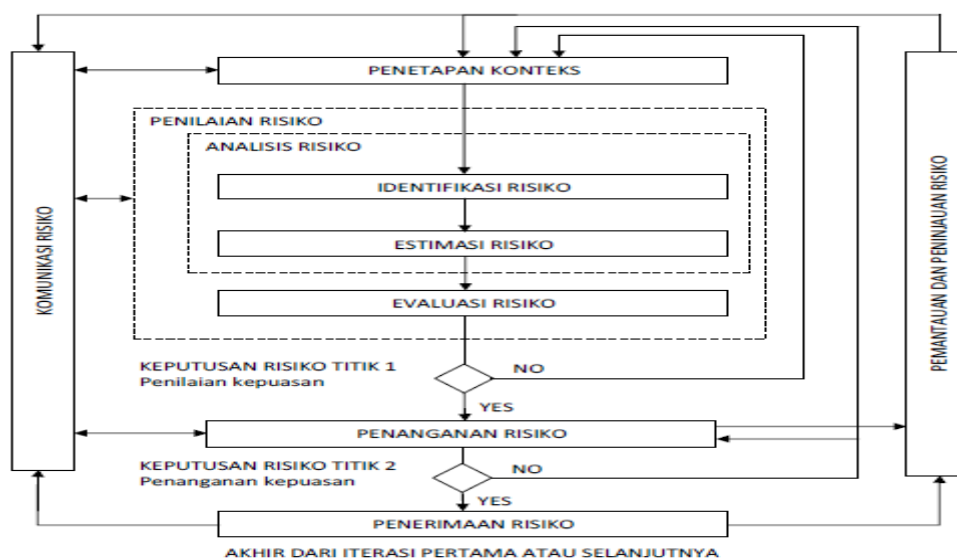 PENETAPAN KONTEKS
PENILAIAN RISIKO
ANALISIS RISIKO
IDENTIFIKASI RISIKO
ESTIMASI RISIKO
EVALUASI RISIKO
KEPUTUSAN RISIKO TITIK 1
Penilaian kepuasan
NO
YES
PENANGANAN RISIKO
KEPUTUSAN RISIKO TITIK 2
Penanganan kepuasan
NO
YES
PENERIMAAN RISIKO
AKHIR DARI ITERASI PERTAMA ATAU SELANJUTNYA
KOMUNIKASI RISIKO
PEMANTAUAN DAN PENINJAUAN RISIKO